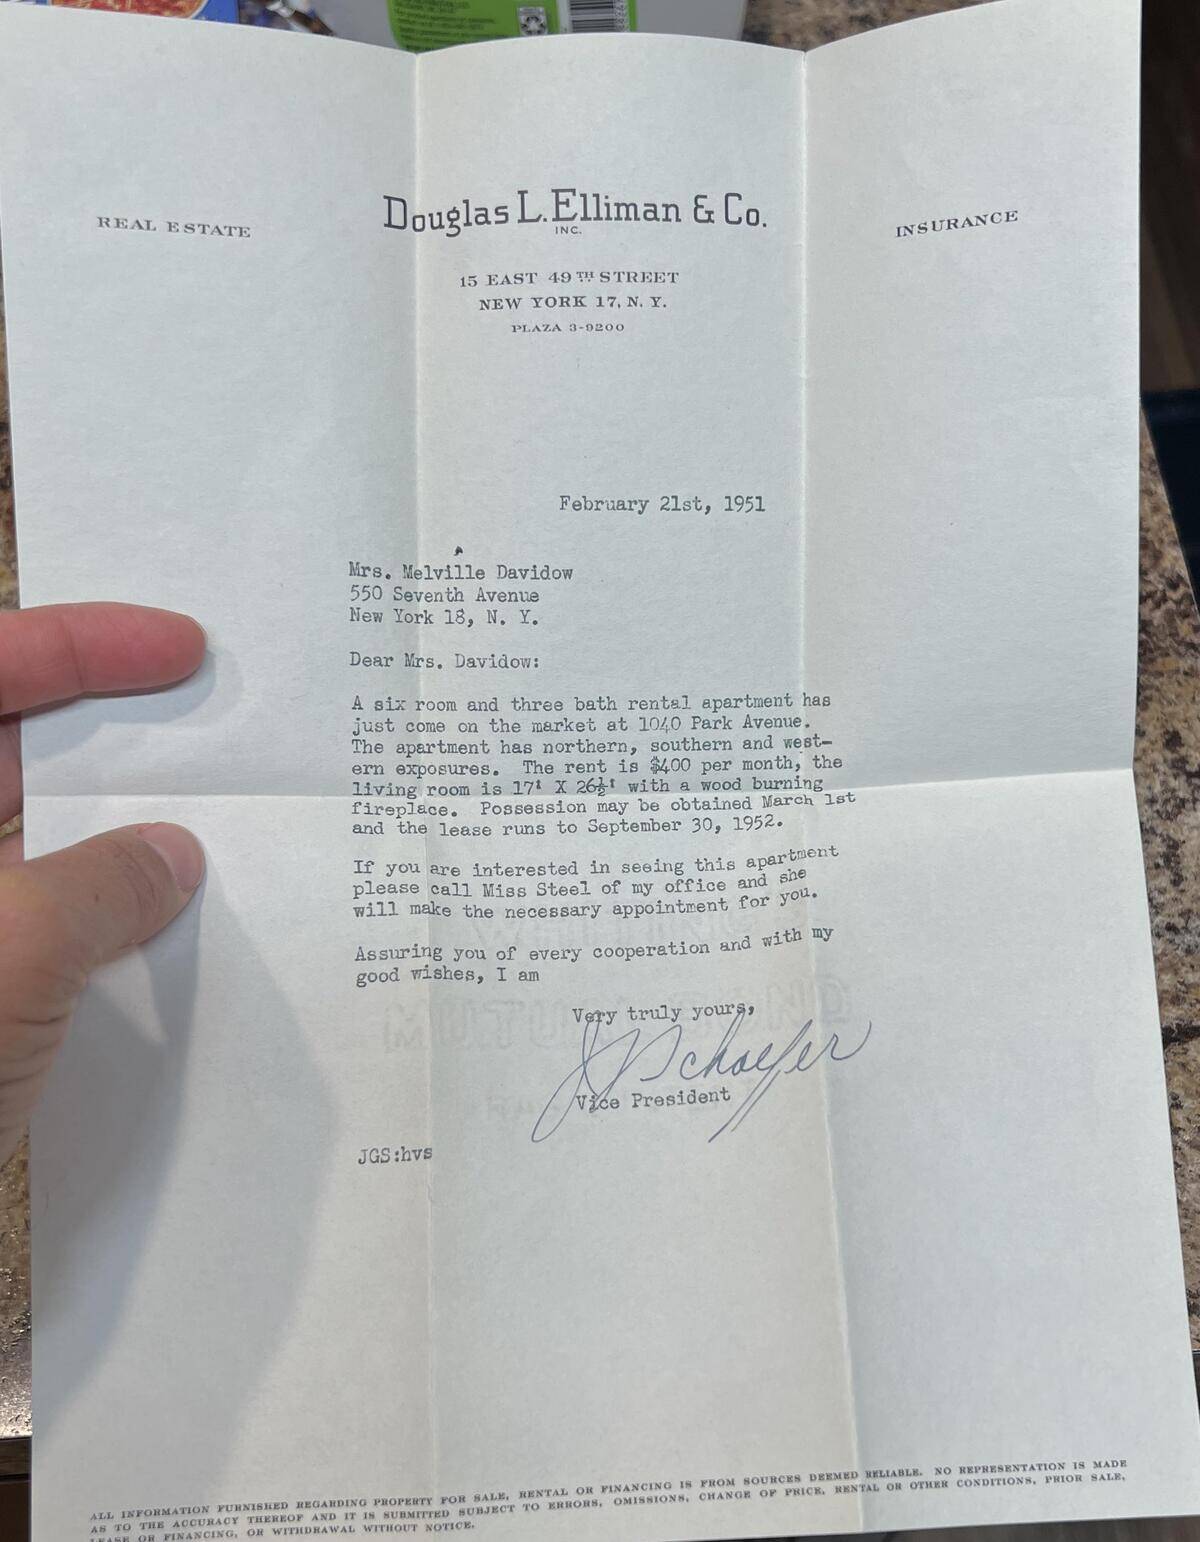 REAL ESTATE
Douglas L. Elliman & Co.
INC.
INSURANCE
15 EAST 49TH STREET
NEW YORK 17, N. Y.
PLAZA 3-9200
February 21st, 1951
Mrs. Melville Davidow
550 Seventh Avenue
New York 18, N. Y.
Dear Mrs. Davidow:
A six room and three bath rental apartment has
just come on the market at 1040 Park Avenue.
The apartment has northern, southern and west-
ern exposures. The rent is $400 per month, the
living room is 17' X 26½' with a wood burning
fireplace. Possession may be obtained March 1st
and the lease runs to September 30, 1952.
If you are interested in seeing this apartment
please call Miss Steel of my office and she
will make the necessary appointment for you.
Assuring you of every cooperation and with my
good wishes, I am
Very truly yours,
JGSchaefer
Vice President
JGS:hvs
ALL INFORMATION FURNISHED REGARDING PROPERTY FOR SALE, RENTAL OR FINANCING IS FROM SOURCES DEEMED RELIABLE. NO REPRESENTATION IS MADE
AS TO THE ACCURACY THEREOF AND IT IS SUBMITTED SUBJECT TO ERRORS, OMISSIONS, CHANGE OF PRICE, RENTAL OR OTHER CONDITIONS, PRIOR SALE,
LEASE OR FINANCING, OR WITHDRAWAL WITHOUT NOTICE.